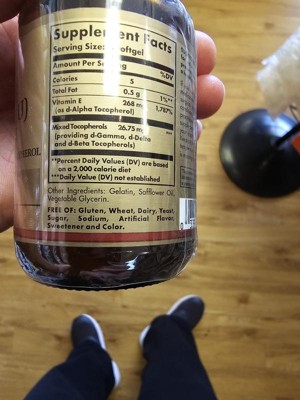 Supplement Facts
Serving Size: Softgel
Amount Per Serving %DV
Calories 5
Total Fat 0.5 g 1%**
Vitamin E 268 mg 1,787%
(as d-Alpha Tocopherol)
Mixed Tocopherols 26.75 mg ***
(providing d-Gamma, d-Delta
and d-Beta Tocopherols)
**Percent Daily Values (DV) are based
on a 2,000 calorie diet
***Daily Value (DV) not established
Other Ingredients: Gelatin, Safflower Oil,
Vegetable Glycerin.
FREE OF: Gluten, Wheat, Dairy, Yeast,
Sugar, Sodium, Artificial Flavor,
Sweetener and Color.